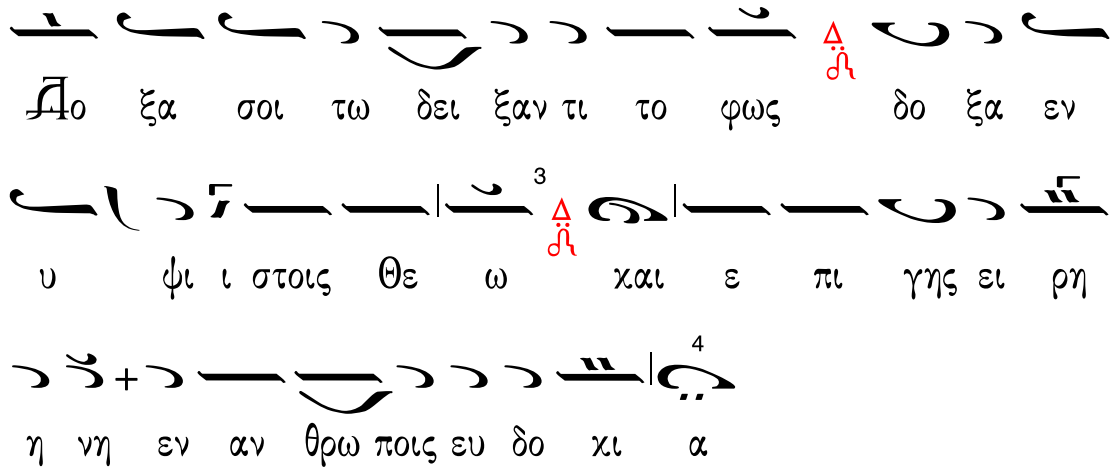 До ξα σοι τω δει ξαν τι το φως Δ δο ξα εν
υ ψι ι στοις Θε ω 3 Δ και ε πι γης ει ρη
η νη + εν αν θρω ποις ευ δο κι 4 α